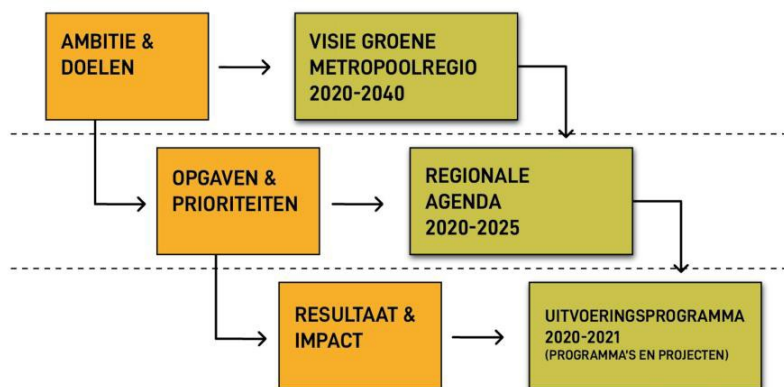 AMBITIE &
DOELEN
VISIE GROENE
METROPOOLREGIO
2020-2040
OPGAVEN &
PRIORITEITEN
REGIONALE
AGENDA
2020-2025
RESULTAAT &
IMPACT
UITVOERINGSPROGRAMMA
2020-2021
(PROGRAMMA'S EN PROJECTEN)